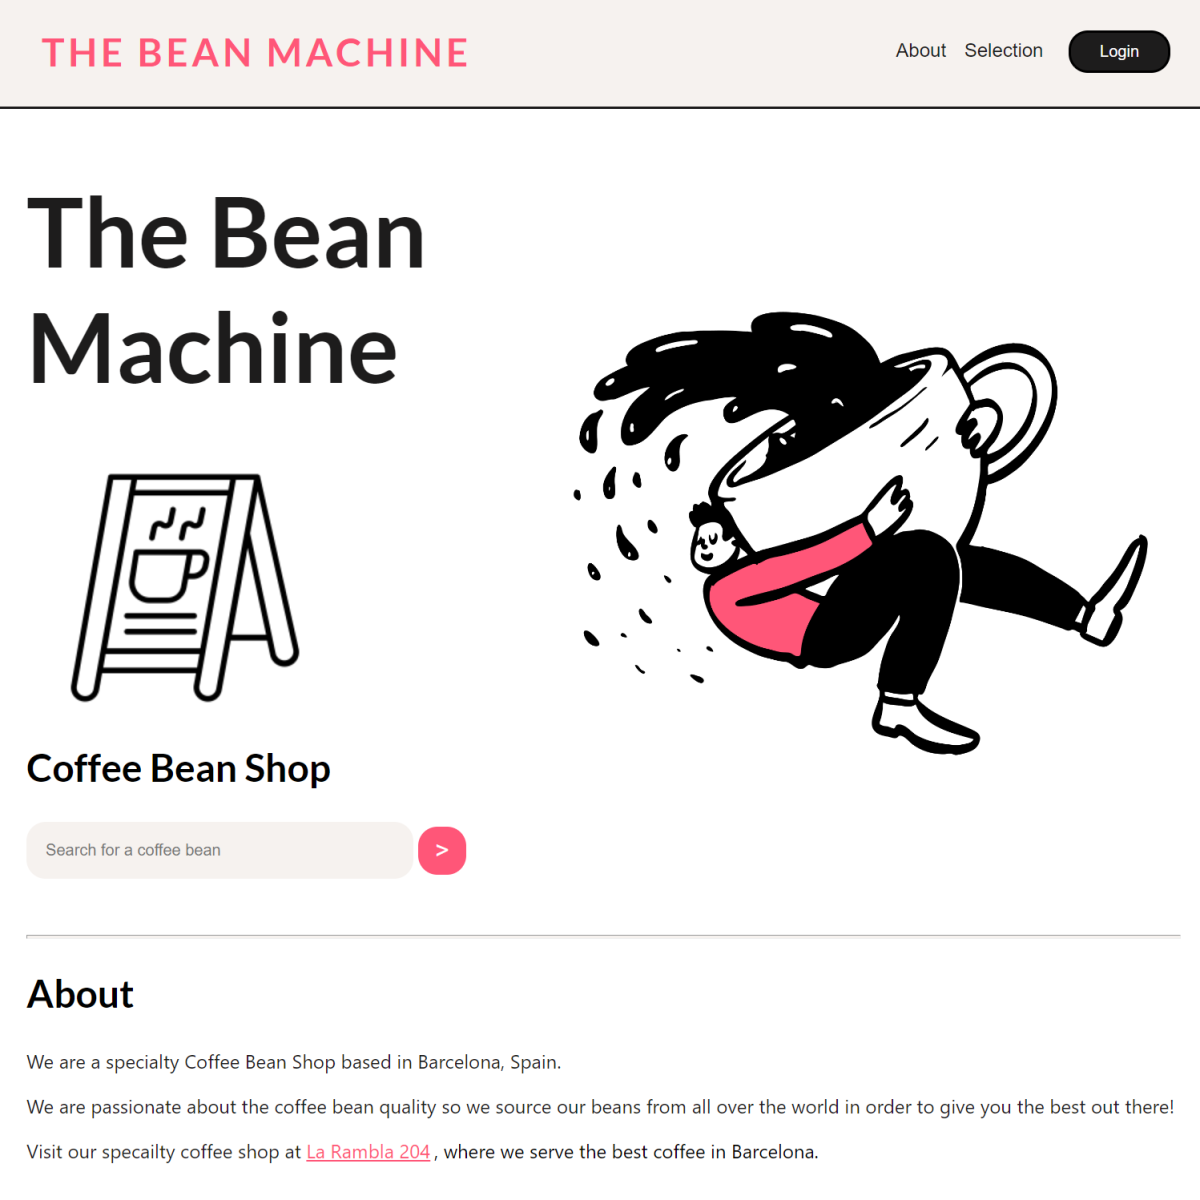 THE BEAN MACHINE
About Selection Login
The Bean
Machine
Coffee Bean Shop
Search for a coffee bean
>
About
We are a specialty Coffee Bean Shop based in Barcelona, Spain.
We are passionate about the coffee bean quality so we source our beans from all over the world in order to give you the best out there!
Visit our specailty coffee shop at La Rambla 204 , where we serve the best coffee in Barcelona.